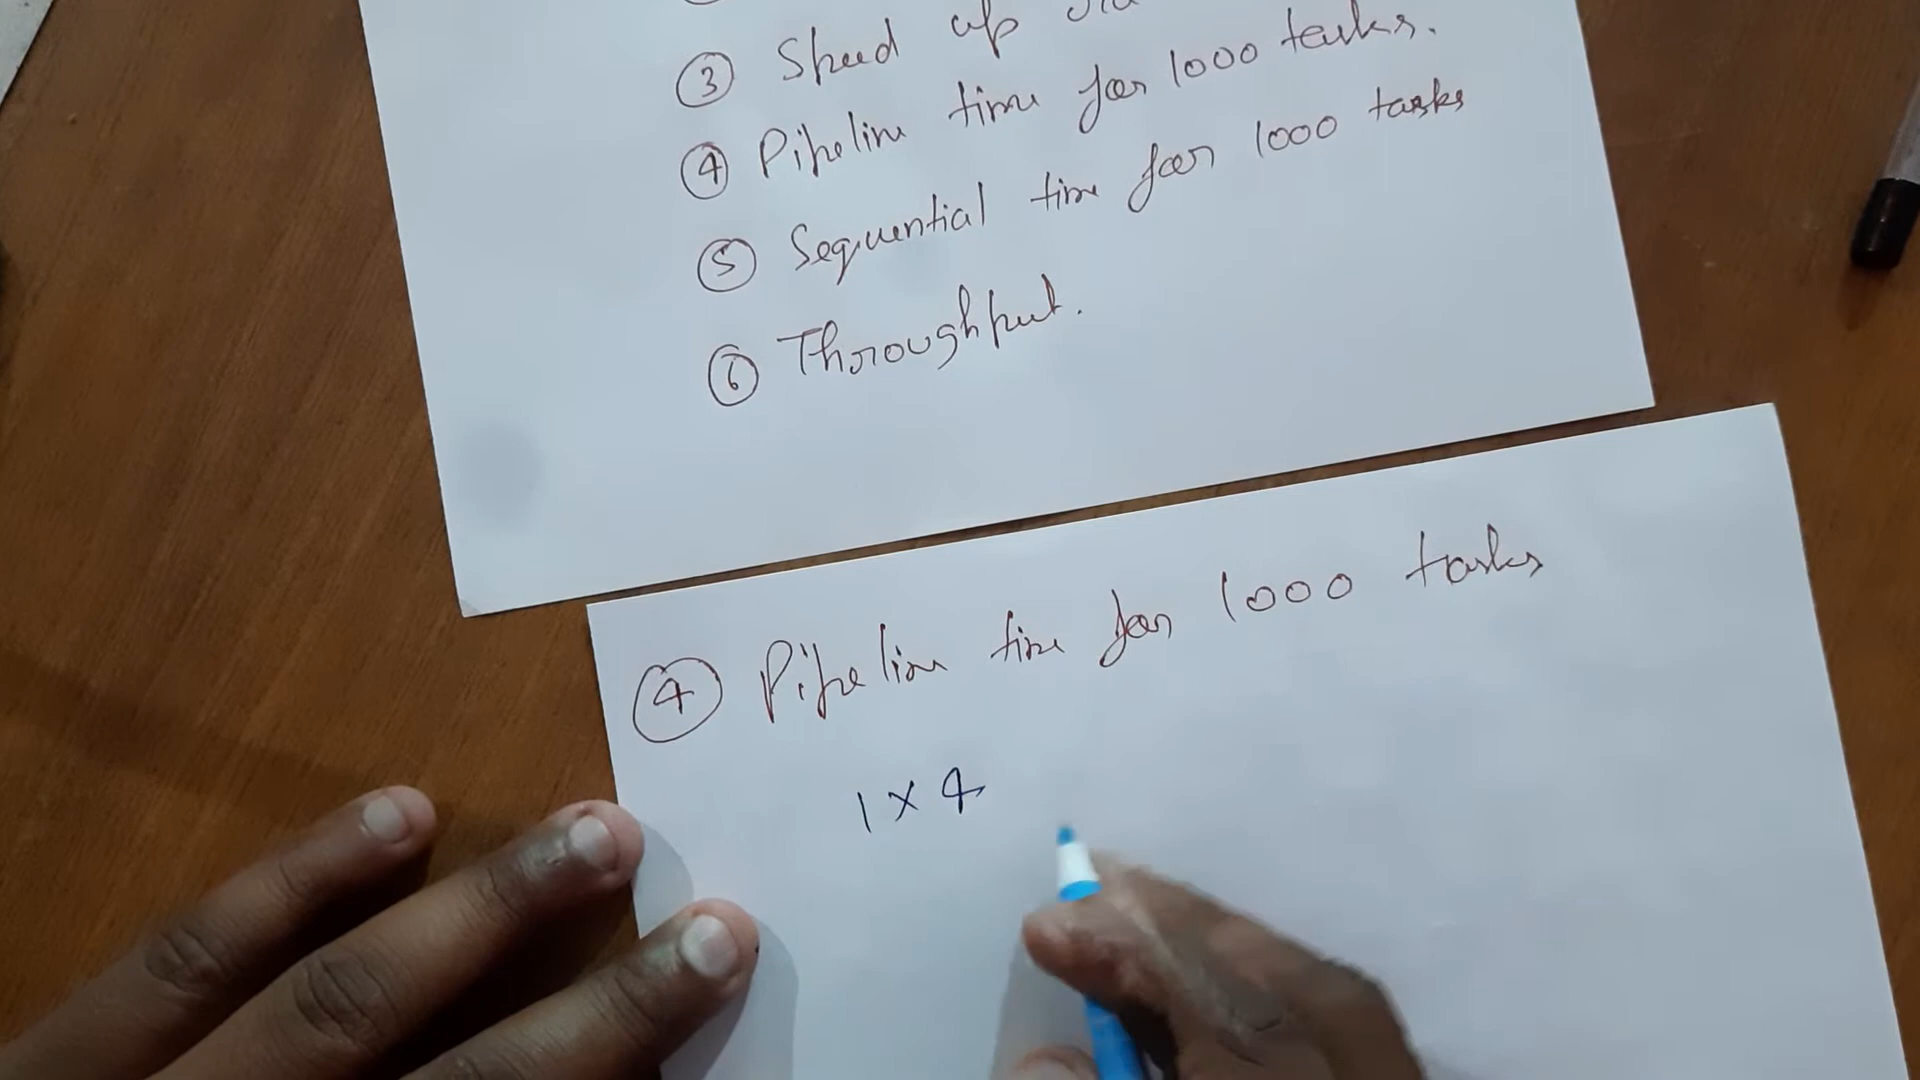 ③ Speed up
④ Pipeline time for 1000 tasks.
⑤ Sequential time for 1000 tasks
⑥ Throughput.
④ Pipeline time for 1000 tasks
1 × 4